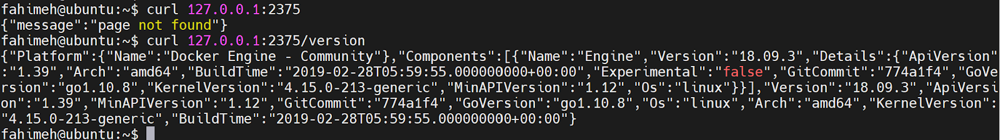 fahimeh@ubuntu:~$ curl 127.0.0.1:2375
{"message":"page not found"}
fahimeh@ubuntu:~$ curl 127.0.0.1:2375/version
{"Platform":{"Name":"Docker Engine - Community"},"Components":[{"Name":"Engine","Version":"18.09.3","Details":{"ApiVersion"
:"1.39","Arch":"amd64","BuildTime":"2019-02-28T05:59:55.000000000+00:00","Experimental":"false","GitCommit":"774a1f4","GoVe
rsion":"go1.10.8","KernelVersion":"4.15.0-213-generic","MinAPIVersion":"1.12","Os":"linux"}}],"Version":"18.09.3","ApiVersi
on":"1.39","MinAPIVersion":"1.12","GitCommit":"774a1f4","GoVersion":"go1.10.8","Os":"linux","Arch":"amd64","KernelVersion":
"4.15.0-213-generic","BuildTime":"2019-02-28T05:59:55.000000000+00:00"}
fahimeh@ubuntu:~$